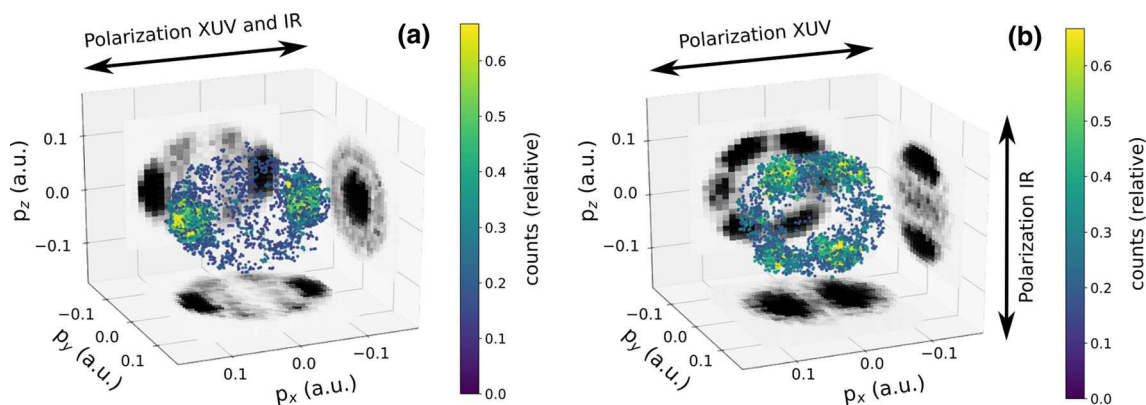 Polarization XUV and IR
(a)
0.6
0.5
0.4
0.3
0.2
0.1
0.0
counts (relative)
0.1
0.0
−0.1
p_z (a.u.)
−0.1
0.0
0.1
p_y (a.u.)
0.1
0.0
−0.1
p_x (a.u.)
Polarization XUV
(b)
0.6
0.5
0.4
0.3
0.2
0.1
0.0
counts (relative)
Polarization IR
0.1
0.0
−0.1
p_z (a.u.)
−0.1
0.0
0.1
p_y (a.u.)
0.1
0.0
−0.1
p_x (a.u.)